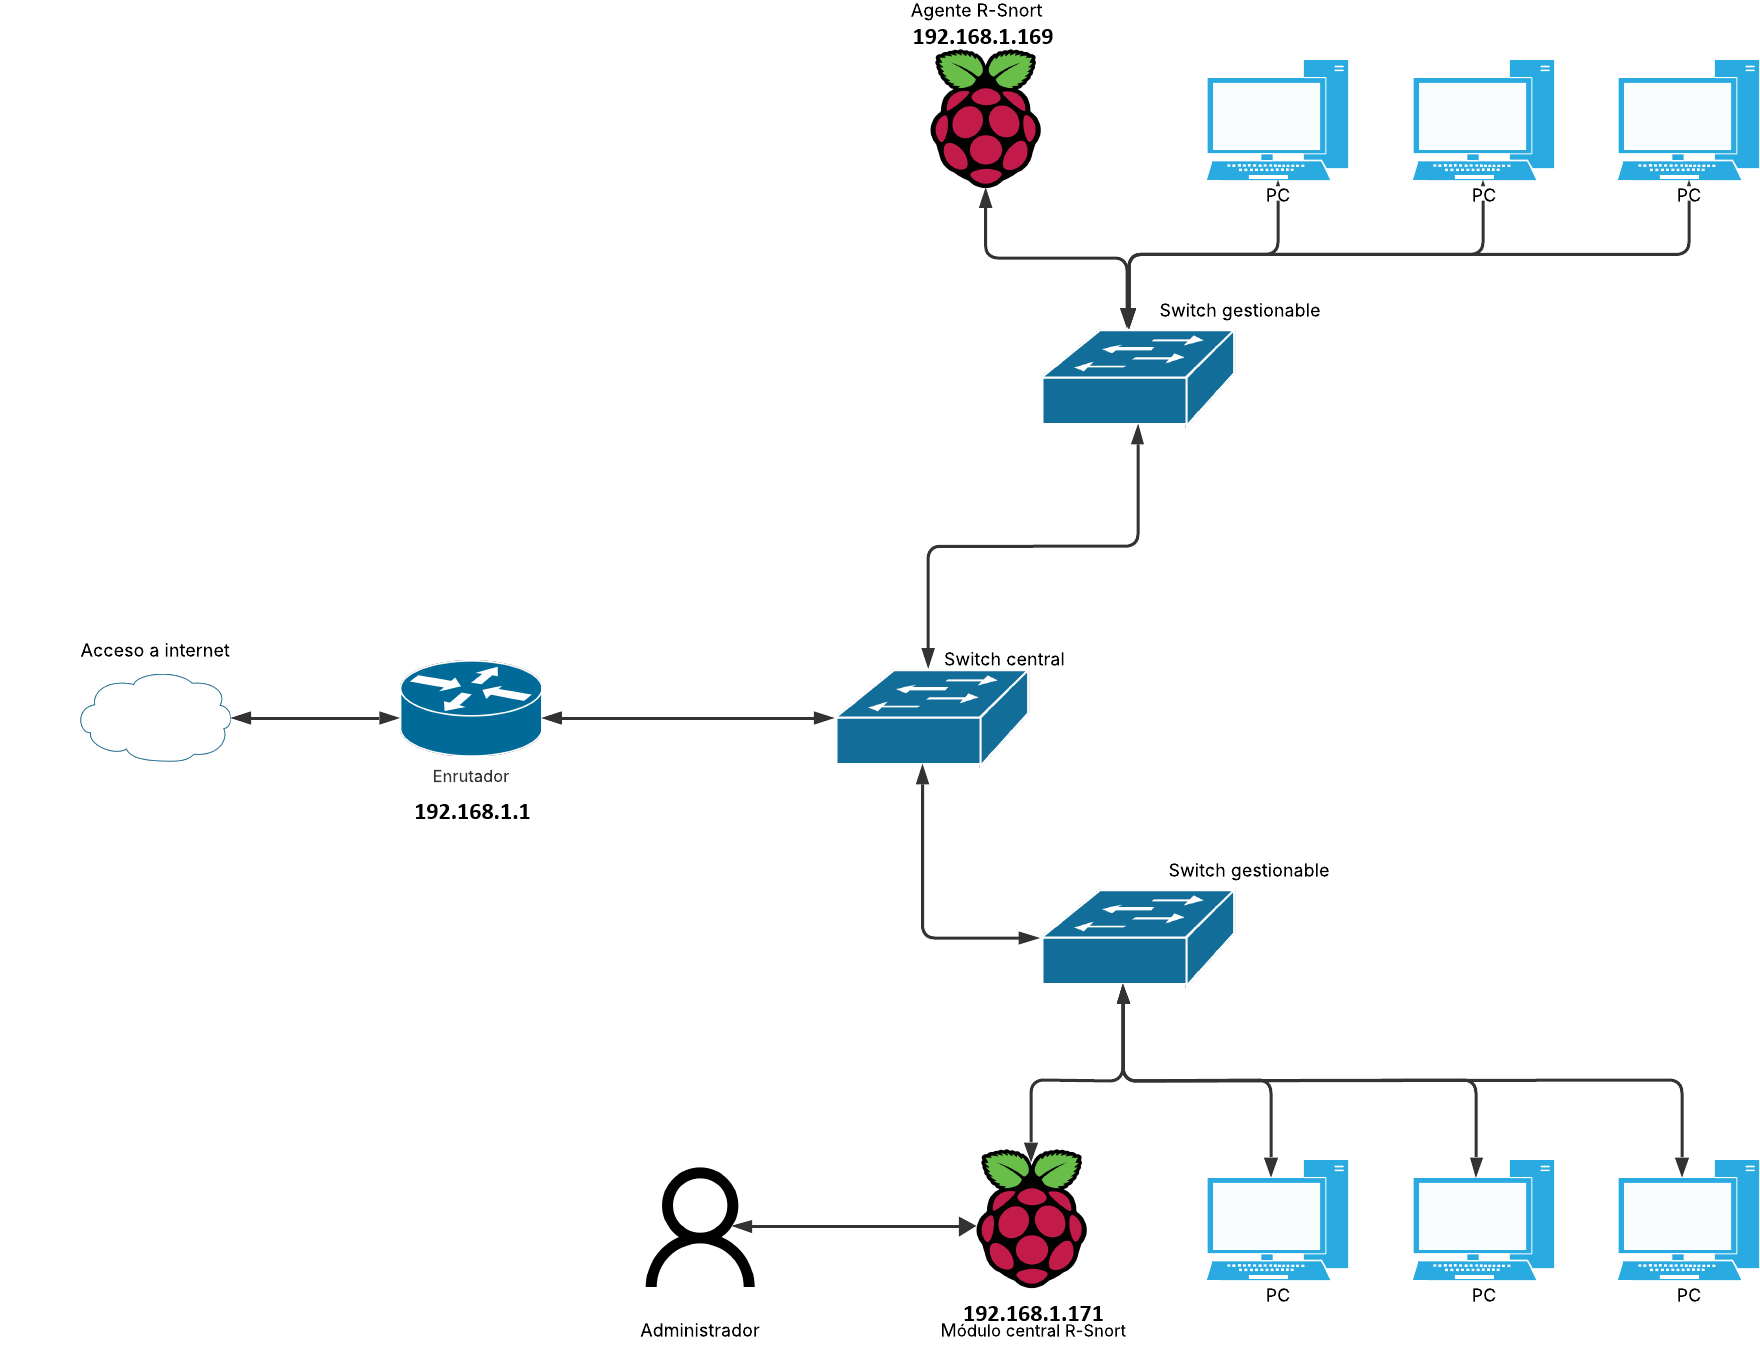 Agente R-Snort
192.168.1.169
PC
PC
PC
Switch gestionable
Acceso a internet
Switch central
Enrutador
192.168.1.1
Switch gestionable
Administrador
192.168.1.171
Módulo central R-Snort
PC
PC
PC